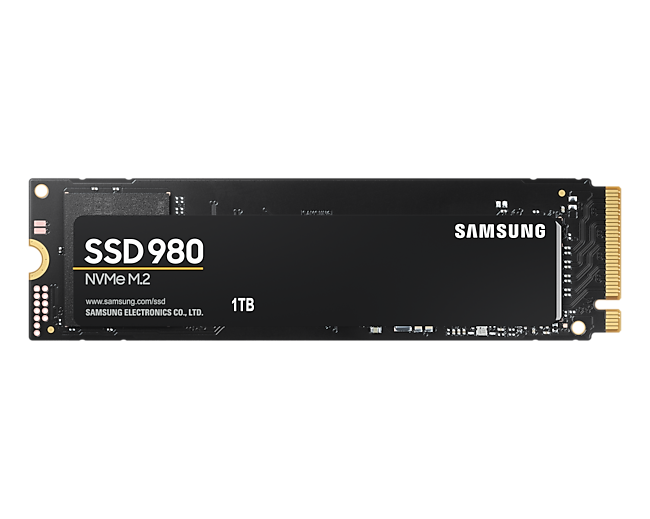 SAMSUNG
SSD 980
NVMe M.2
www.samsung.com/ssd
SAMSUNG ELECTRONICS CO., LTD.
1TB